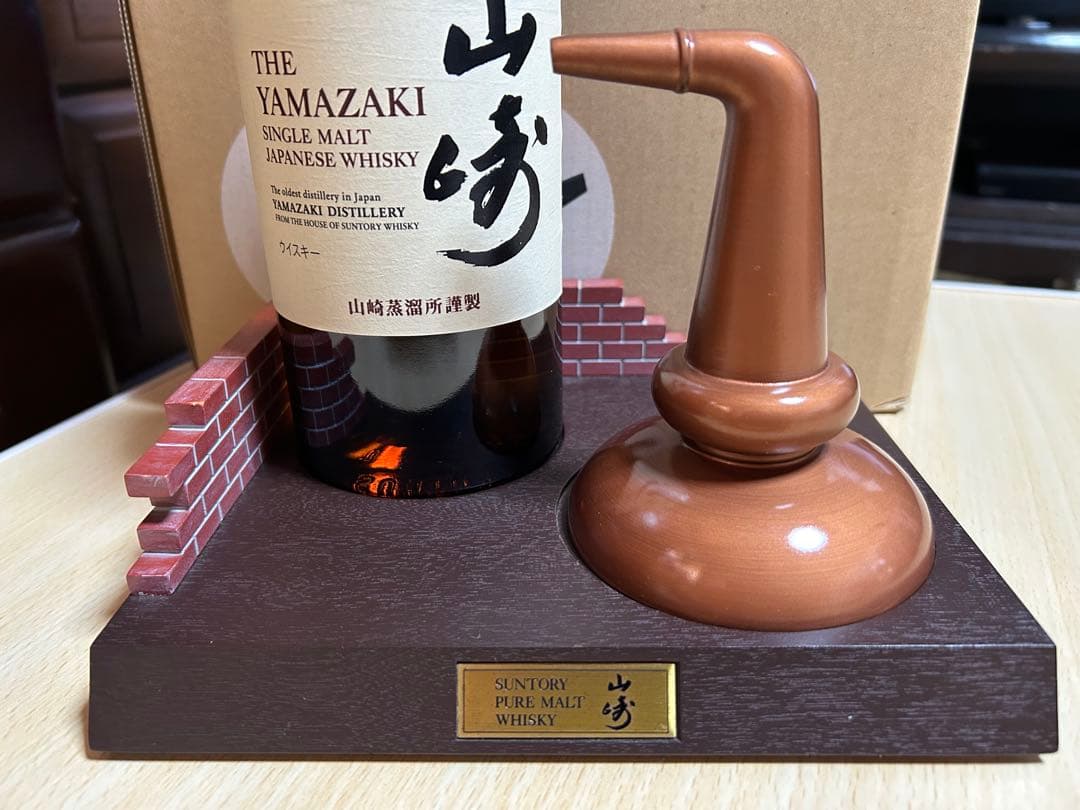 山崎
THE
YAMAZAKI
SINGLE MALT
JAPANESE WHISKY
The oldest distillery in Japan
YAMAZAKI DISTILLERY
FROM THE HOUSE OF SUNTORY WHISKY
ウイスキー
山崎蒸溜所謹製
SUNTORY
PURE MALT
WHISKY
山崎